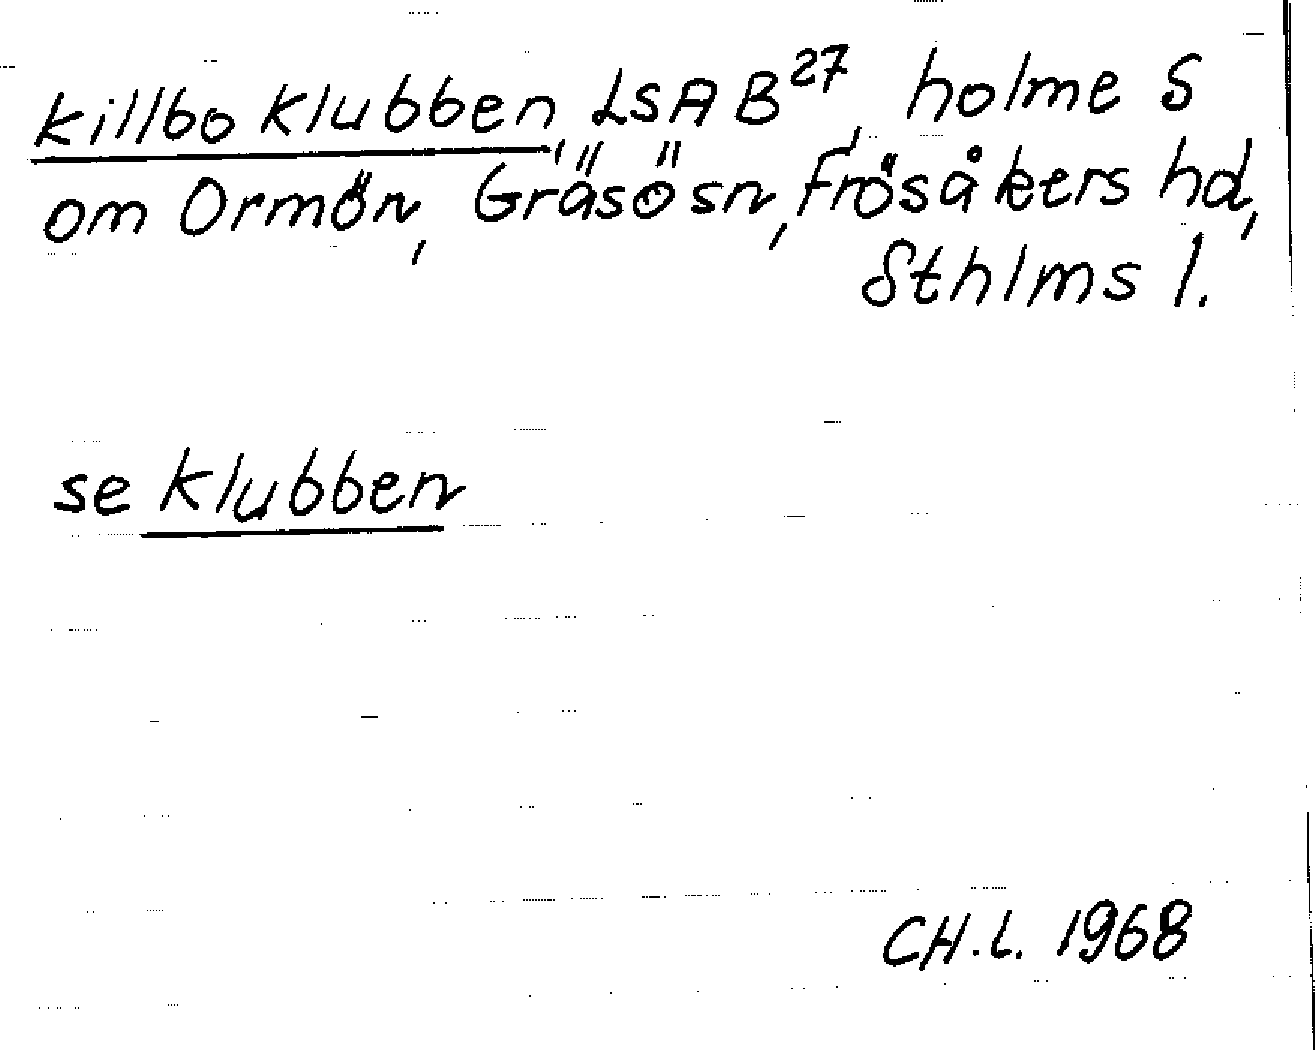 killbo klubben, LSA B²⁷, holme S
om Ormön, Gräsö sn, Frösåkers hd,
Sthlms l.
se klubben
CH.L. 1968